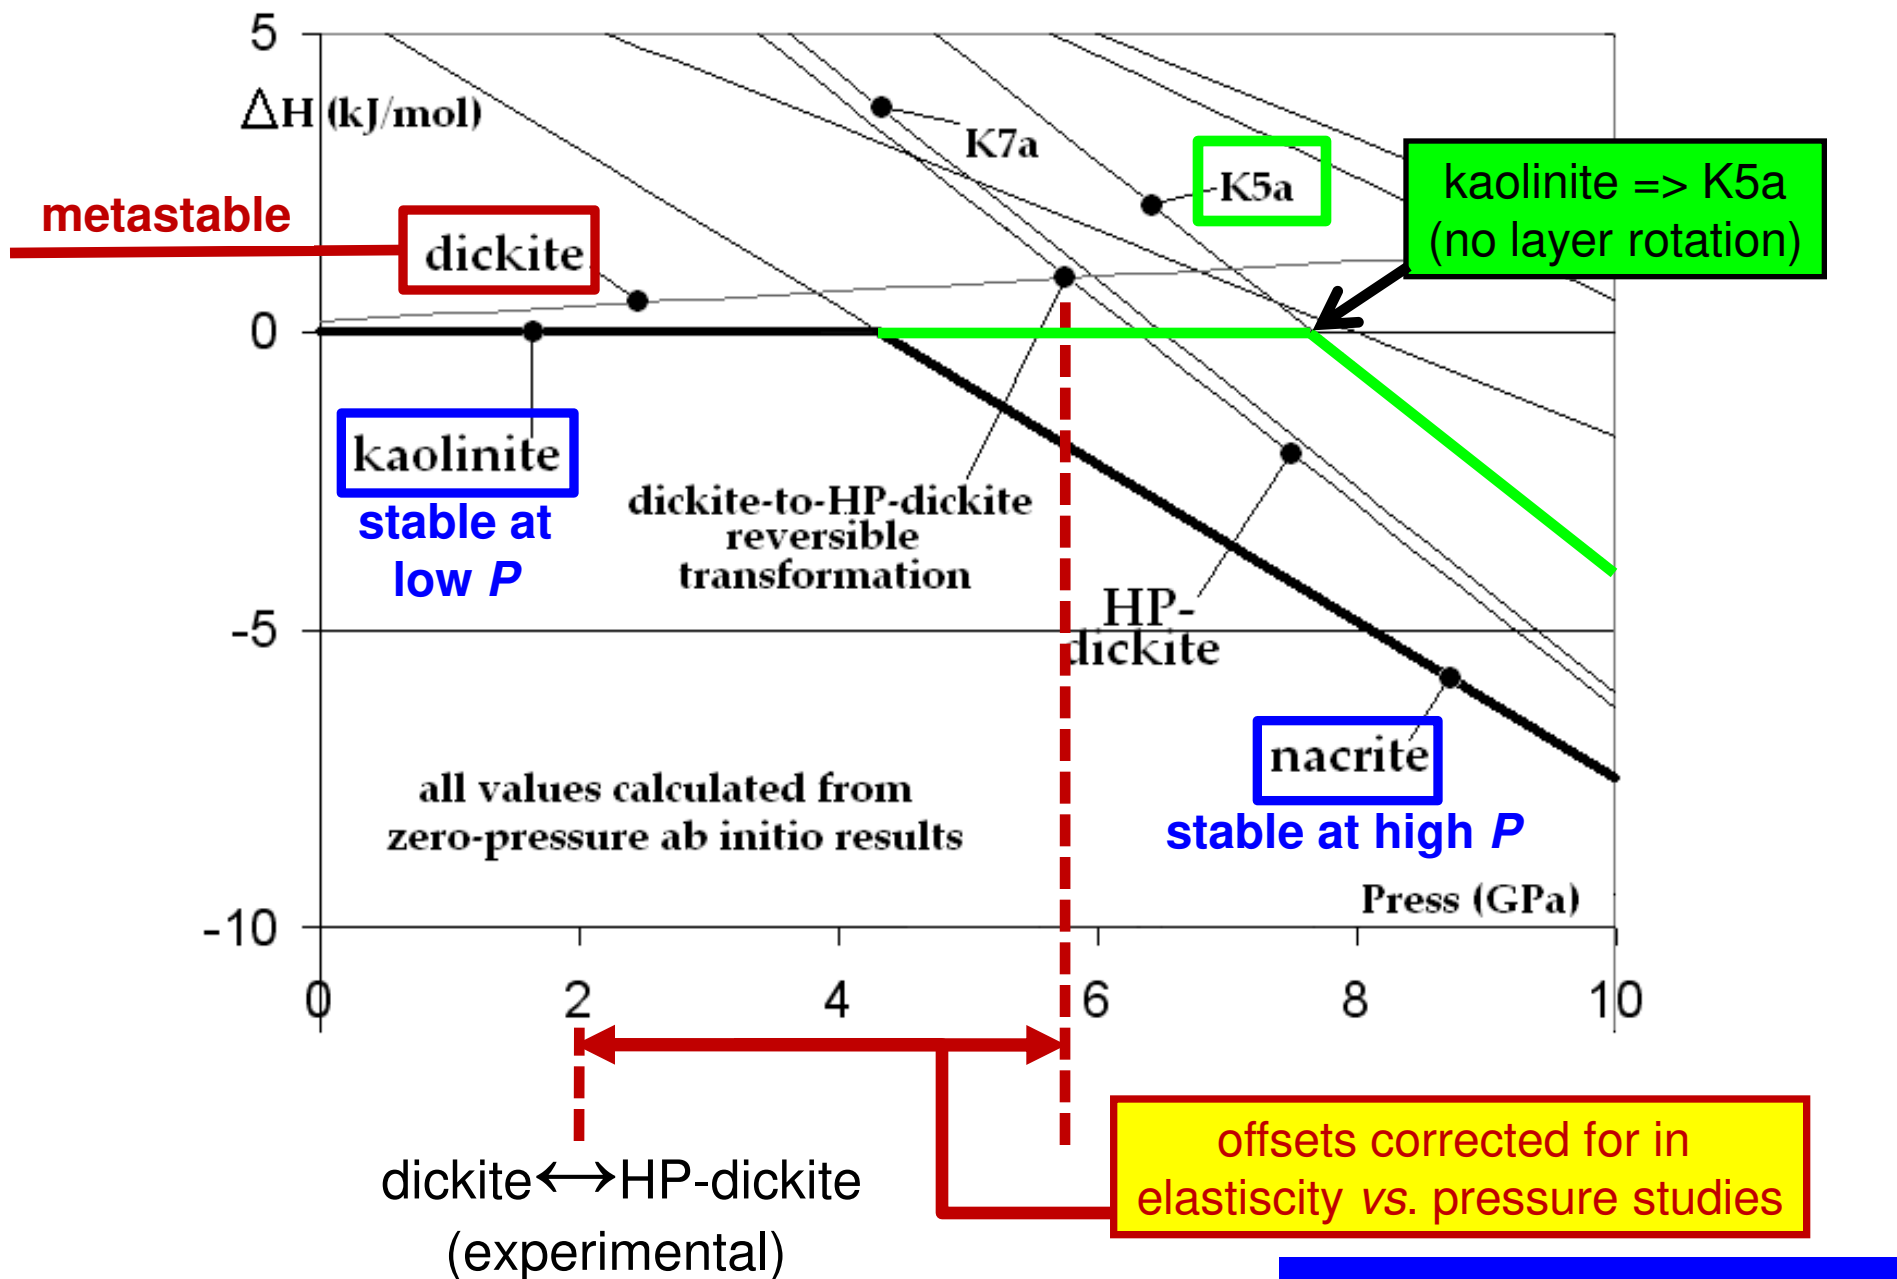 5
ΔH (kJ/mol)
K7a
K5a
kaolinite => K5a
(no layer rotation)
metastable
dickite
0
kaolinite
stable at
low P
dickite-to-HP-dickite
reversible
transformation
HP-
dickite
-5
nacrite
stable at high P
all values calculated from
zero-pressure ab initio results
Press (GPa)
-10
0 2 4 6 8 10
dickite↔HP-dickite
(experimental)
offsets corrected for in
elastiscity vs. pressure studies